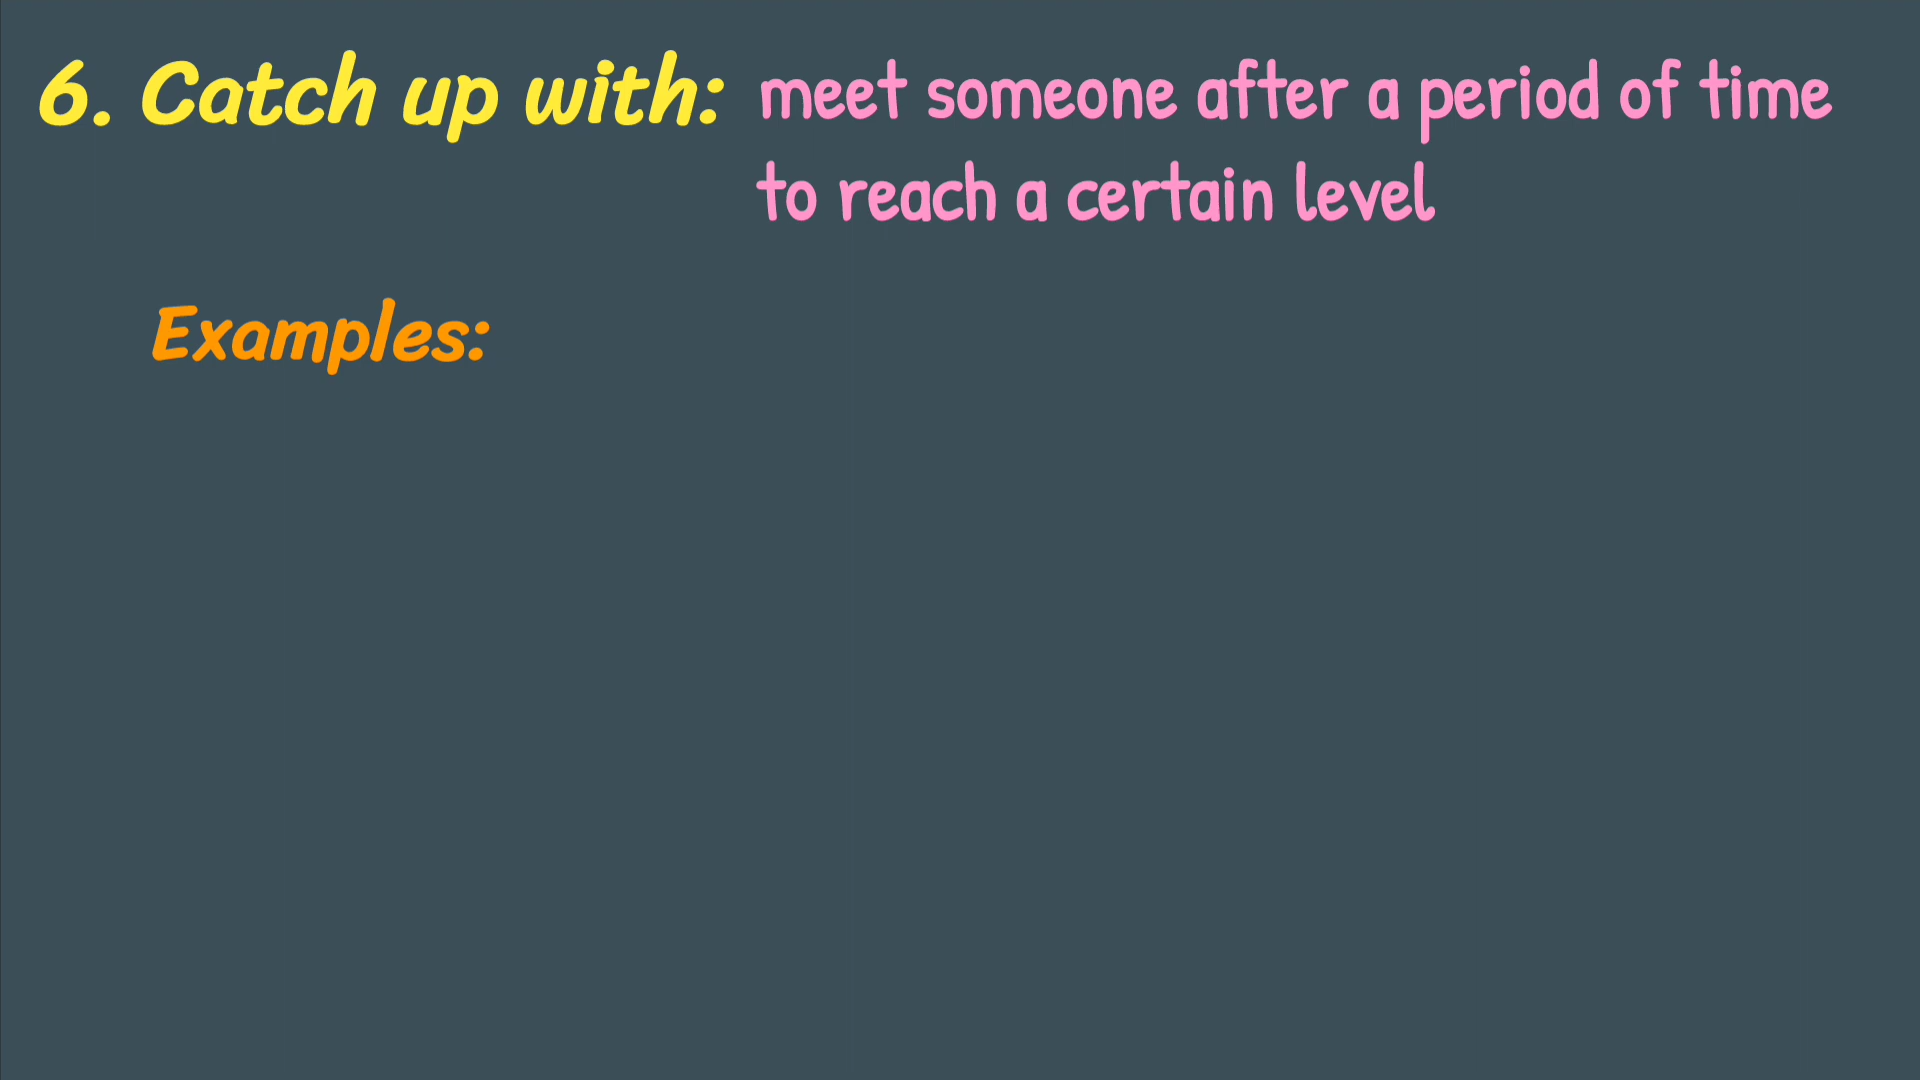 6. Catch up with: meet someone after a period of time
to reach a certain level
Examples: